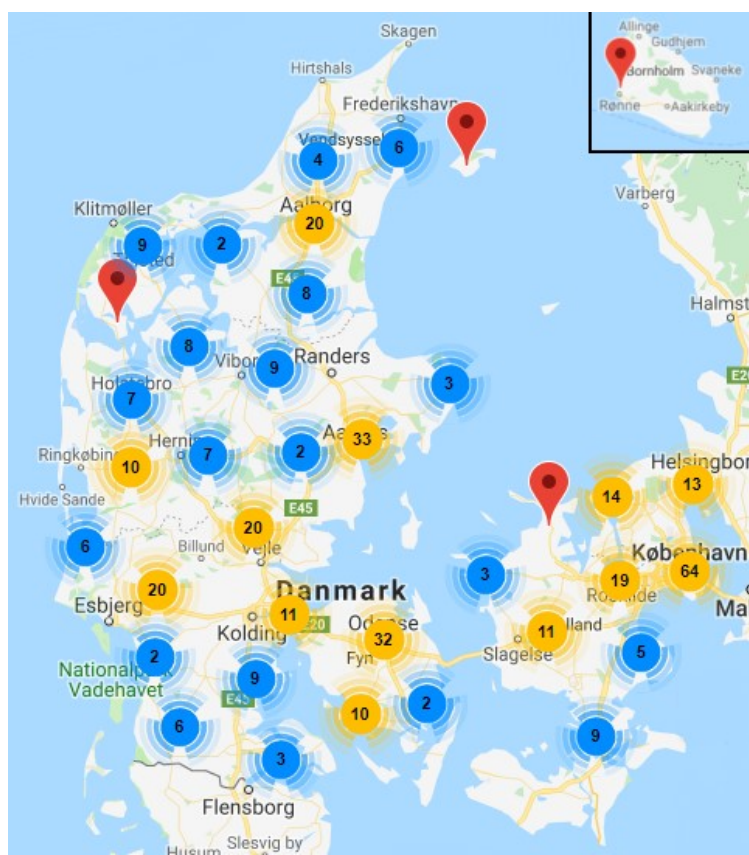 Skagen
Allinge
Gudhjem
Bornholm
Svaneke
Rønne
Aakirkeby
Hirtshals
Frederikshavn
Vendsyssel
6
4
Varberg
Klitmøller
Aalborg
20
9
2
E45
8
Halmst
8
Viborg
9
Randers
3
E20
Holstebro
7
33
Ringkøbing
10
Herning
7
2
Helsingbor
13
14
Hvide Sande
E45
20
6
Billund
Vejle
3
København
64
19
Roskilde
Ma
20
Danmark
Esbjerg
11
E20
Kolding
Odense
32
Fyn
11
Slagelse
5
2
Nationalpark
Vadehavet
9
E45
10
2
6
9
3
Flensborg
Slesvig by
Husum